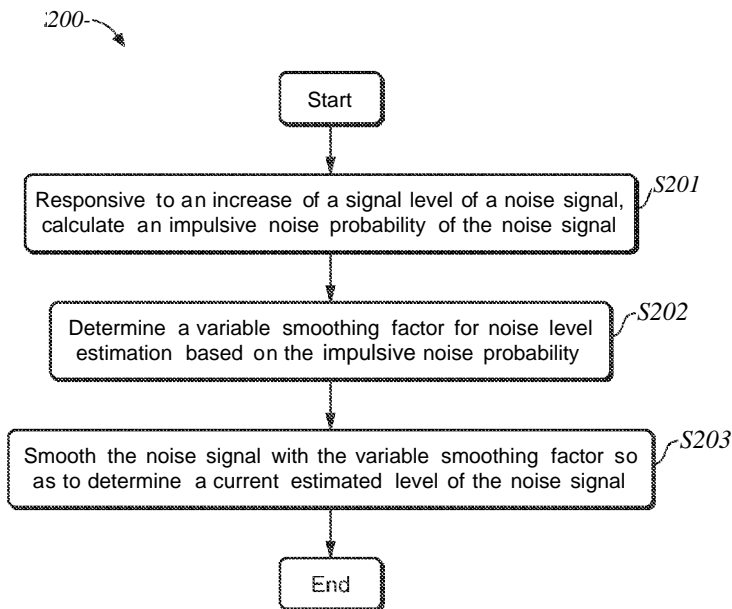 200
Start
Responsive to an increase of a signal level of a noise signal,
calculate an impulsive noise probability of the noise signal
S201
Determine a variable smoothing factor for noise level
estimation based on the impulsive noise probability
S202
Smooth the noise signal with the variable smoothing factor so
as to determine a current estimated level of the noise signal
S203
End